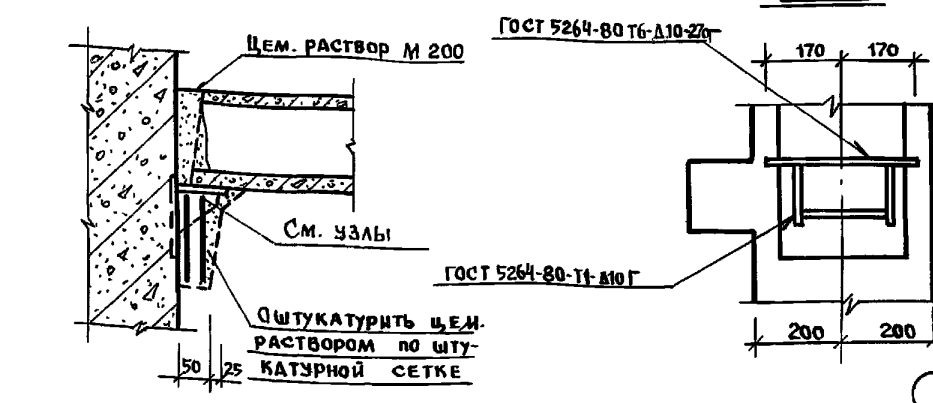 Цем. раствор М 200
См. узлы
Оштукатурить цем.
раствором по шту-
катурной сетке
50 25
ГОСТ 5264-80 Т6-Δ10-27г
170 170
ГОСТ 5264-80-Т1-Δ10 Г
200 200